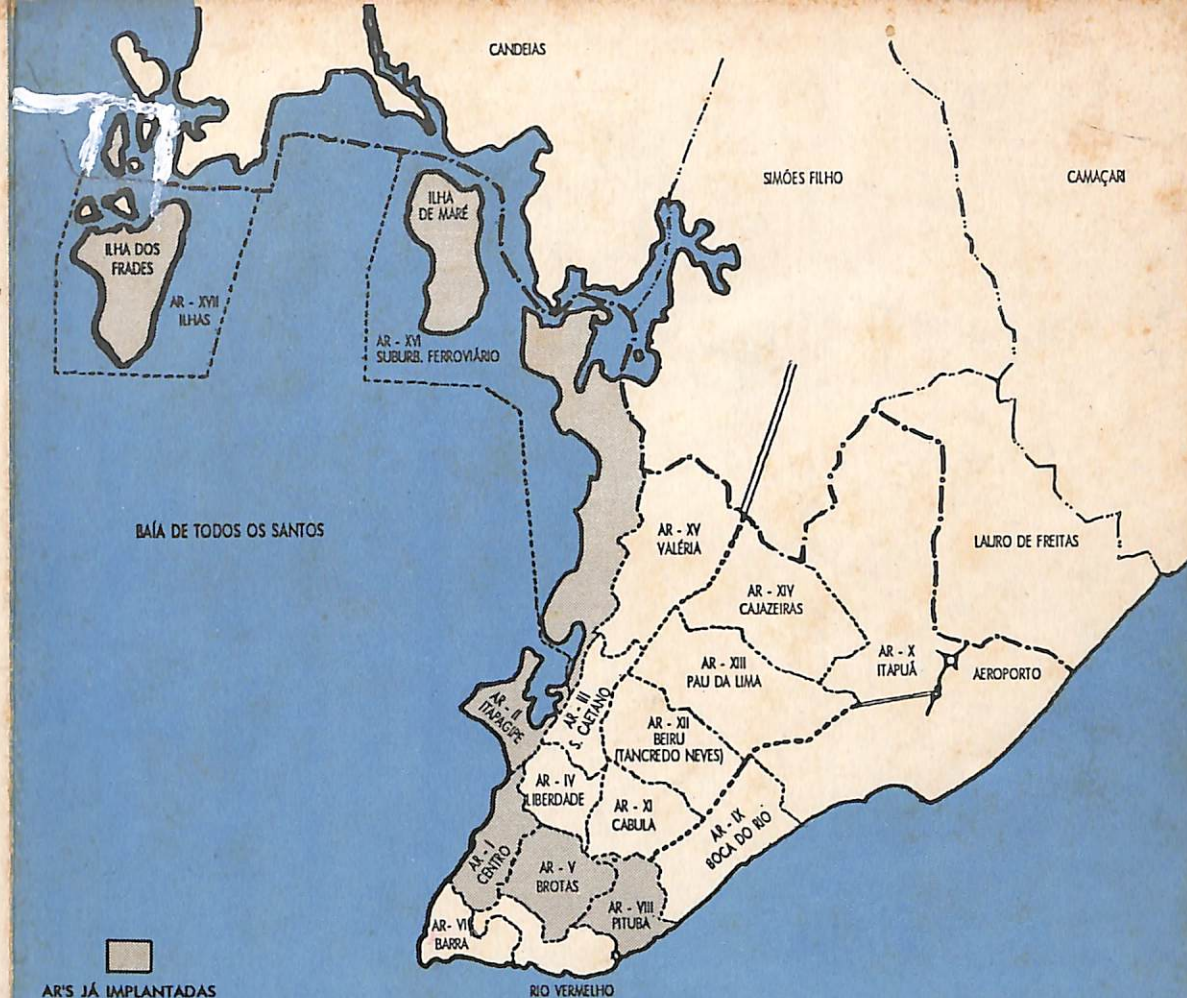 CANDEIAS
SIMÕES FILHO
CAMAÇARI
ILHA
DE MARÉ
ILHA DOS
FRADES
AR - XVII
ILHAS
AR - XVI
SUBURB. FERROVIÁRIO
BAÍA DE TODOS OS SANTOS
AR - XV
VALÉRIA
LAURO DE FREITAS
AR - XIV
CAJAZEIRAS
AR - X
ITAPUÃ
AEROPORTO
AR - XIII
PAU DA LIMA
AR - II
ITAPAGIPE
AR - III
S. CAETANO
AR - XII
BEIRU
(TANCREDO NEVES)
AR - IV
LIBERDADE
AR - XI
CABULA
AR - IX
BOCA DO RIO
AR - I
CENTRO
AR - V
BROTAS
AR - VIII
PITUBA
AR - VI
BARRA
AR'S JÁ IMPLANTADAS
RIO VERMELHO